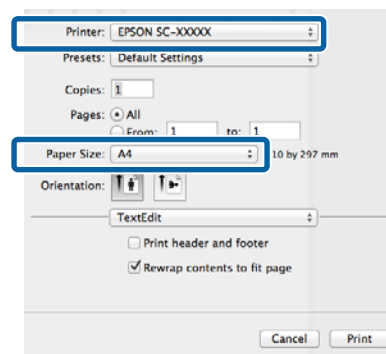 Printer: EPSON SC-XXXXX
Presets: Default Settings
Copies: 1
Pages: All
From: 1 to: 1
Paper Size: A4 10 by 297 mm
Orientation:
TextEdit
Print header and footer
Rewrap contents to fit page
Cancel Print